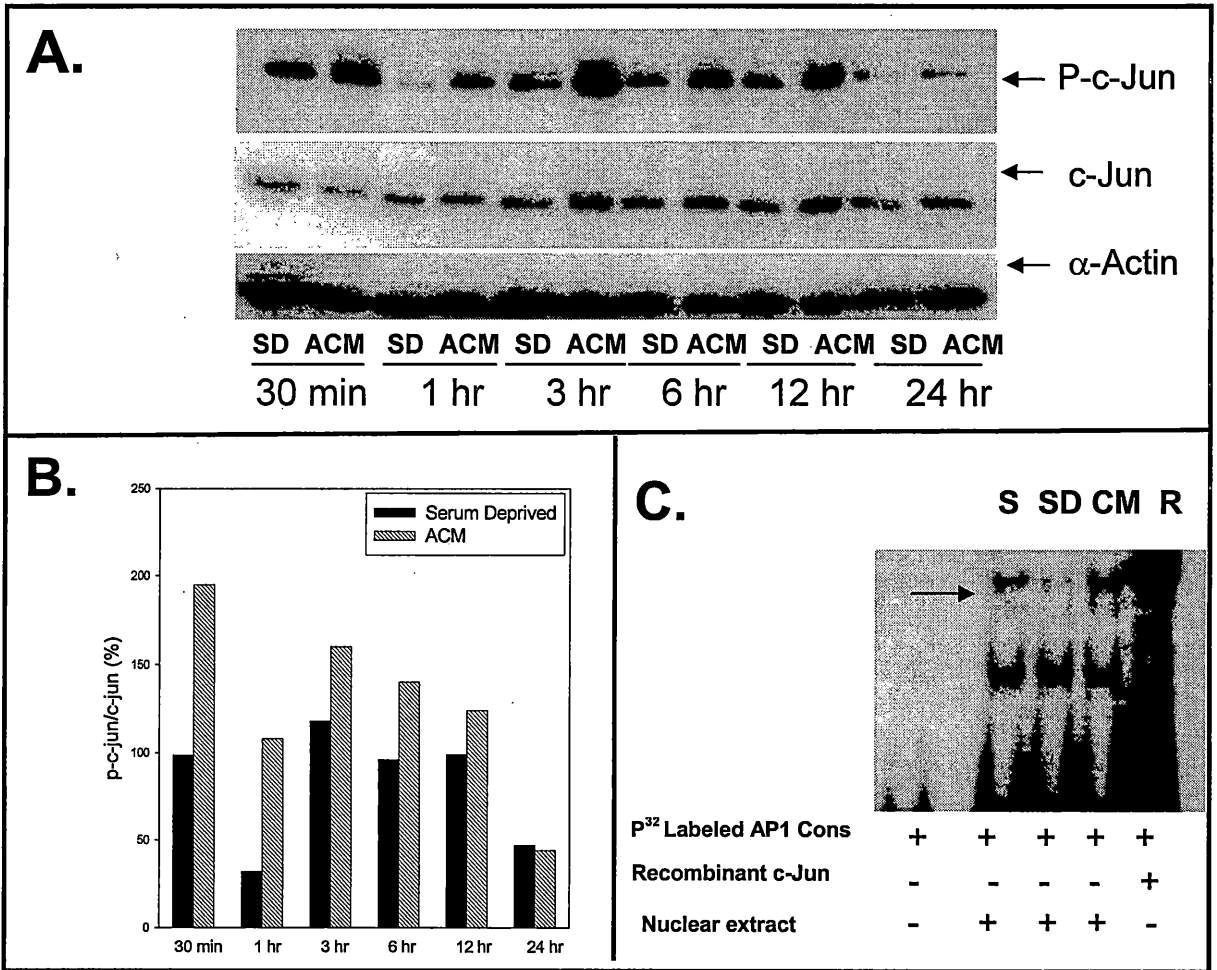 A.
P-c-Jun
c-Jun
α-Actin
SD ACM SD ACM SD ACM SD ACM SD ACM SD ACM
30 min 1 hr 3 hr 6 hr 12 hr 24 hr
B.
250
200
150
100
50
0
p-c-jun/c-jun (%)
Serum Deprived
ACM
30 min 1 hr 3 hr 6 hr 12 hr 24 hr
C.
S SD CM R
P32 Labeled AP1 Cons + + + + +
Recombinant c-Jun - - - - +
Nuclear extract - + + + -